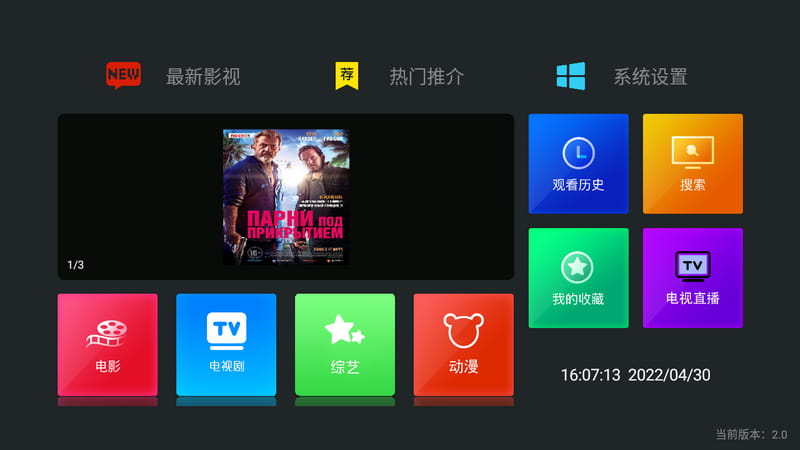 NEW 最新影视
荐 热门推介
系统设置
ПАРНИ ПОД
ПРИКРЫТИЕМ
16+
1/3
观看历史
搜索
我的收藏
TV
电视直播
电影
TV
电视剧
综艺
动漫
16:07:13 2022/04/30
当前版本：2.0